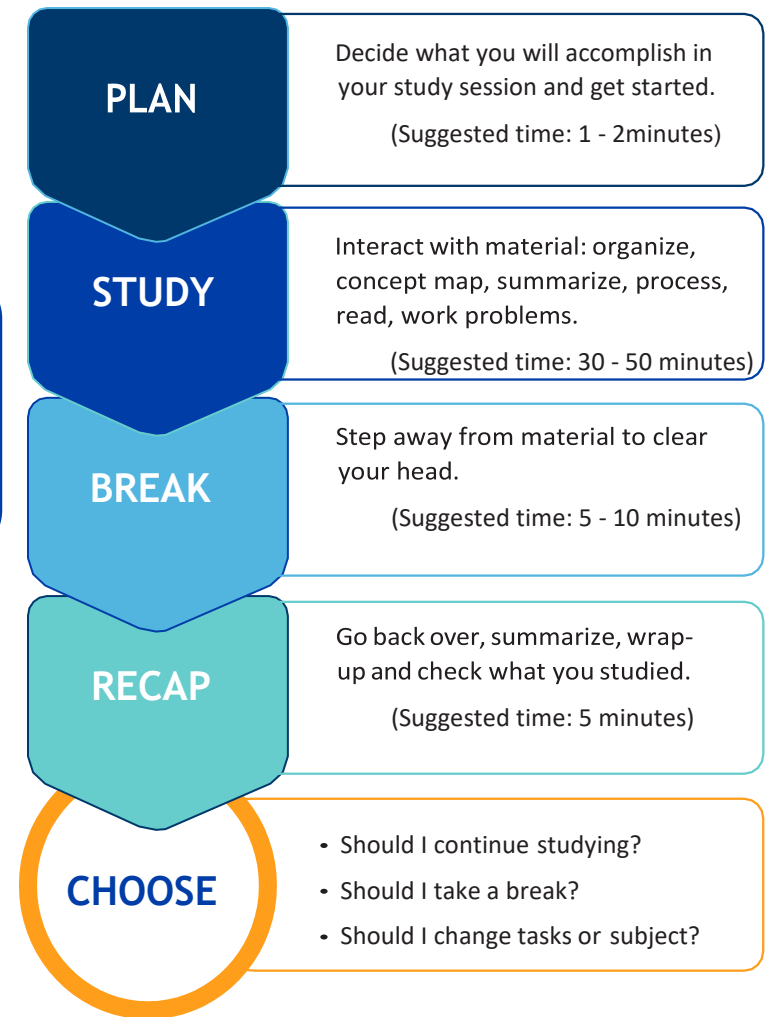 PLAN
Decide what you will accomplish in
your study session and get started.
(Suggested time: 1 - 2minutes)
STUDY
Interact with material: organize,
concept map, summarize, process,
read, work problems.
(Suggested time: 30 - 50 minutes)
BREAK
Step away from material to clear
your head.
(Suggested time: 5 - 10 minutes)
RECAP
Go back over, summarize, wrap-
up and check what you studied.
(Suggested time: 5 minutes)
CHOOSE
• Should I continue studying?
• Should I take a break?
• Should I change tasks or subject?